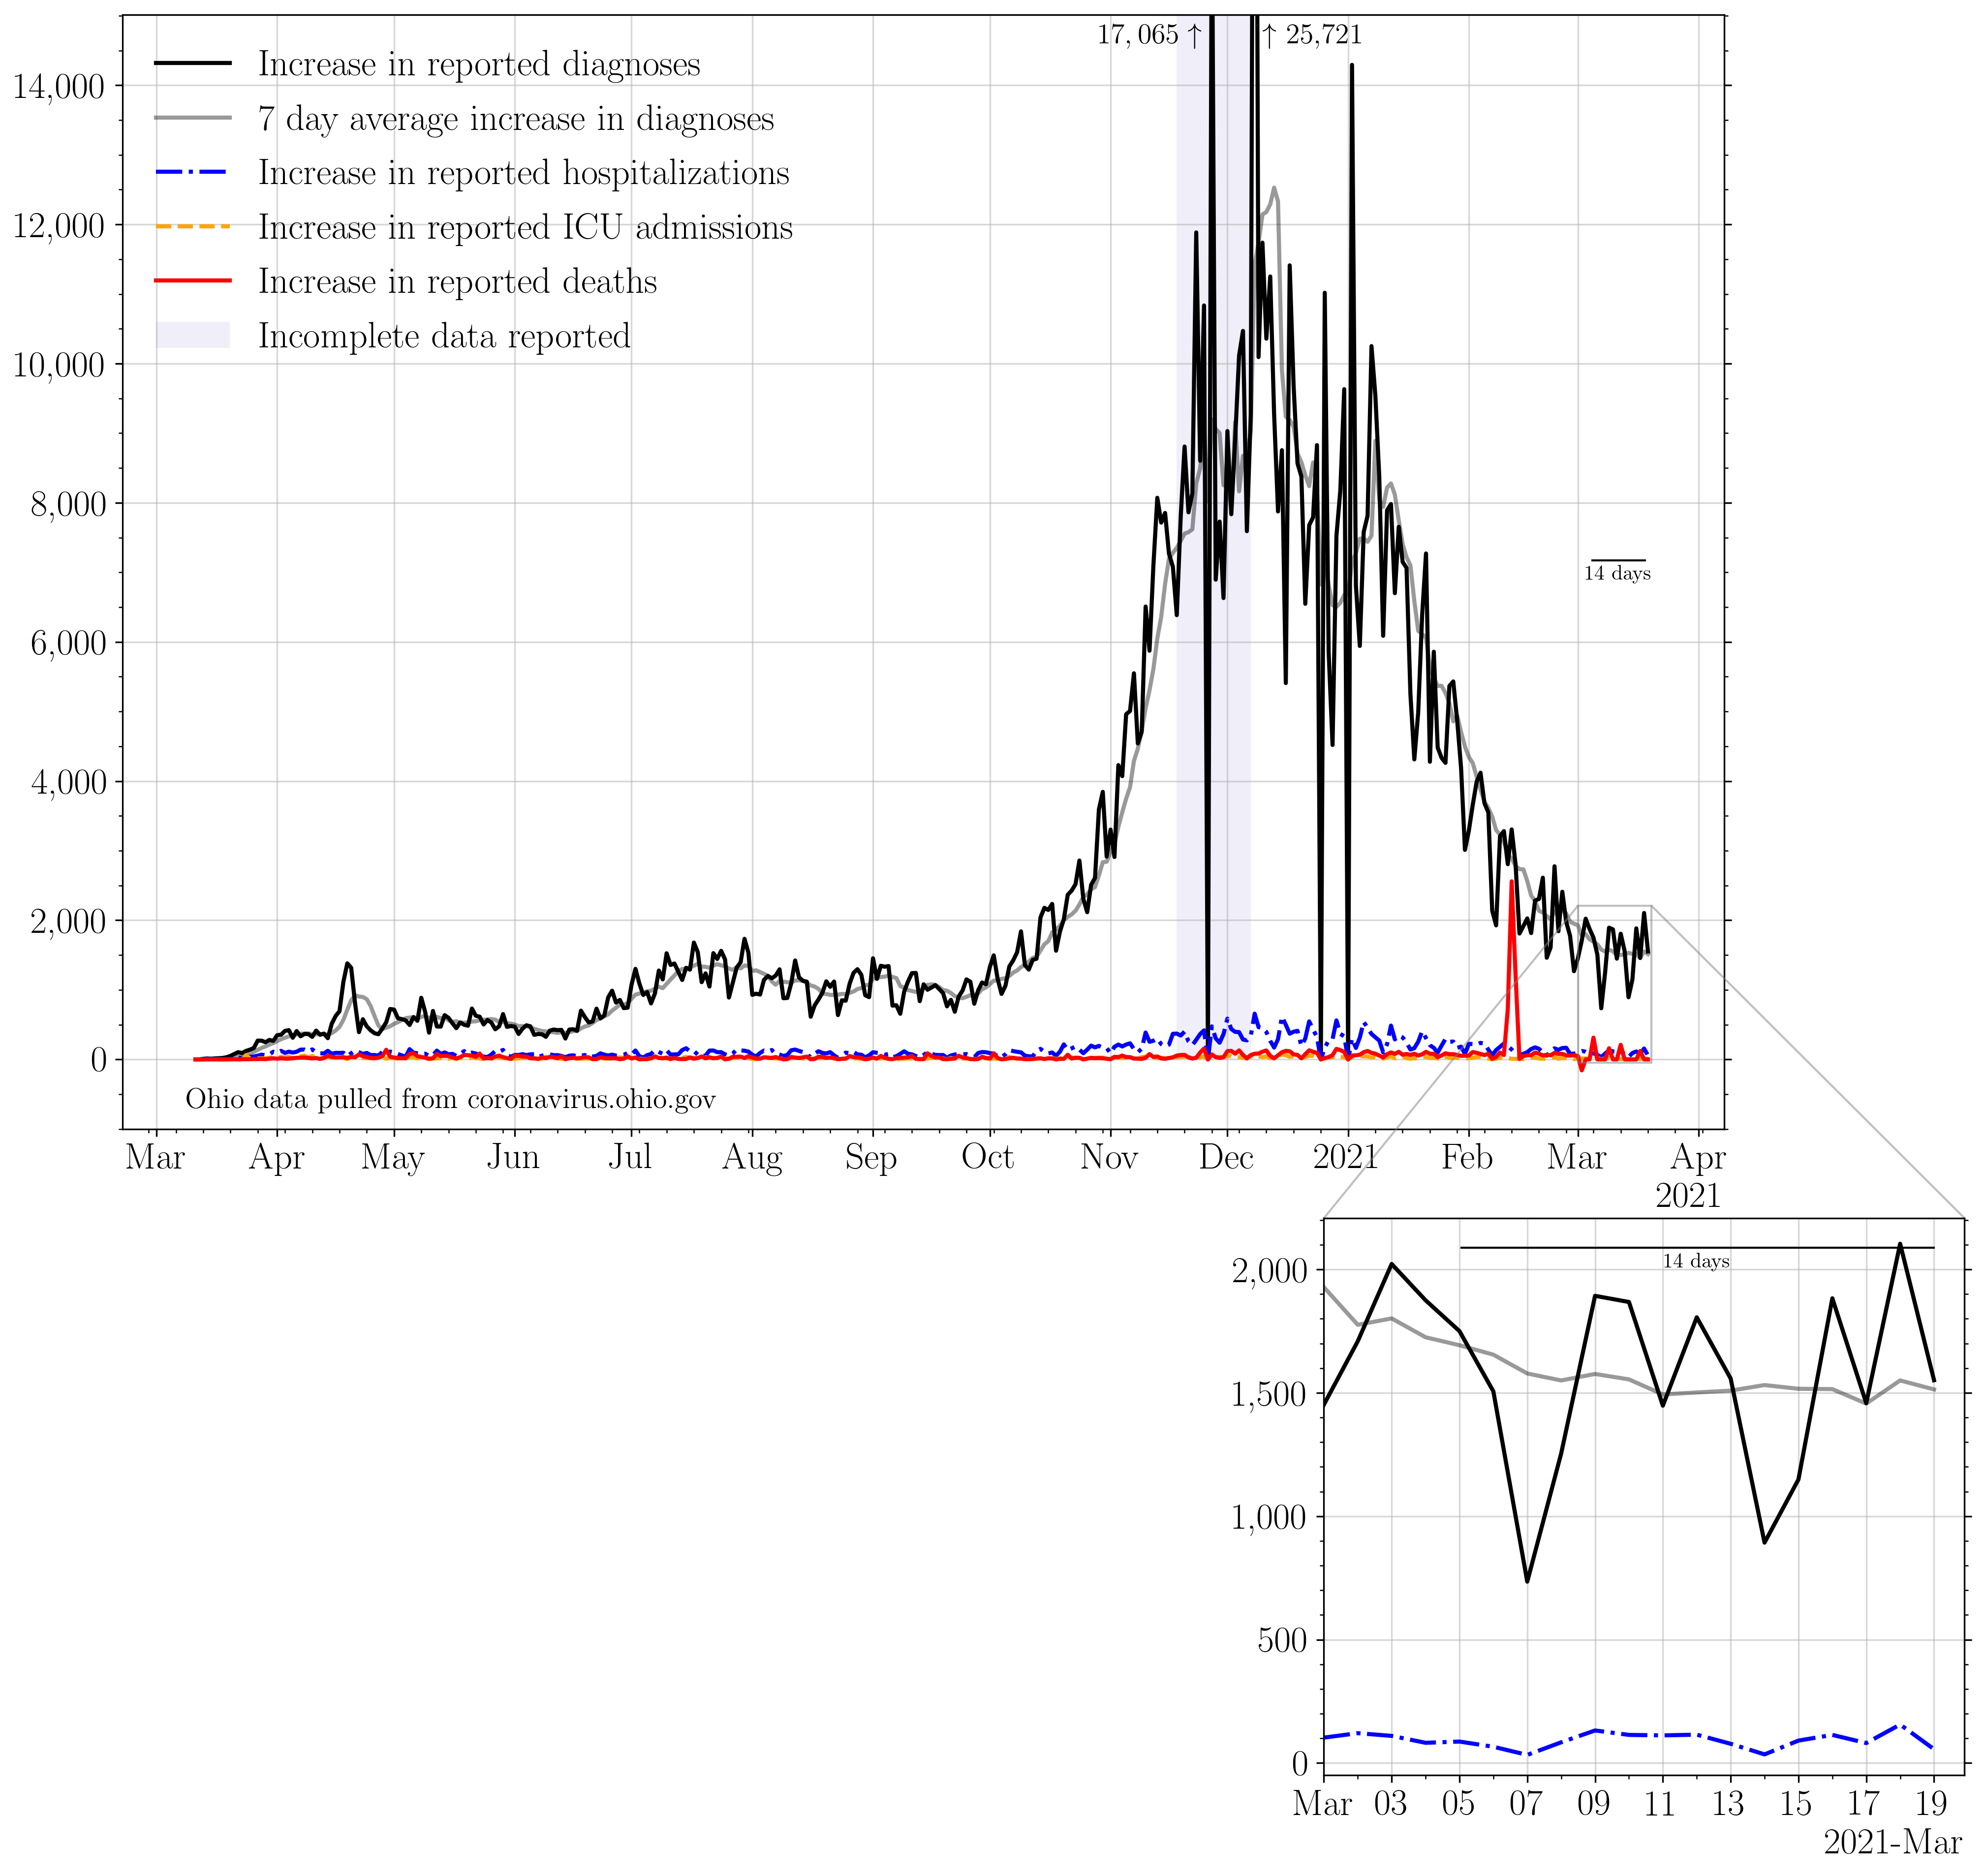 17,065 ↑ ↑ 25,721
Increase in reported diagnoses
14,000
7 day average increase in diagnoses
Increase in reported hospitalizations
12,000
Increase in reported ICU admissions
Increase in reported deaths
Incomplete data reported
10,000
8,000
14 days
6,000
4,000
2,000
0
Ohio data pulled from coronavirus.ohio.gov
Mar Apr May Jun Jul Aug Sep Oct Nov Dec 2021 Feb Mar Apr
2021
2,000
14 days
1,500
1,000
500
0
Mar 03 05 07 09 11 13 15 17 19
2021-Mar